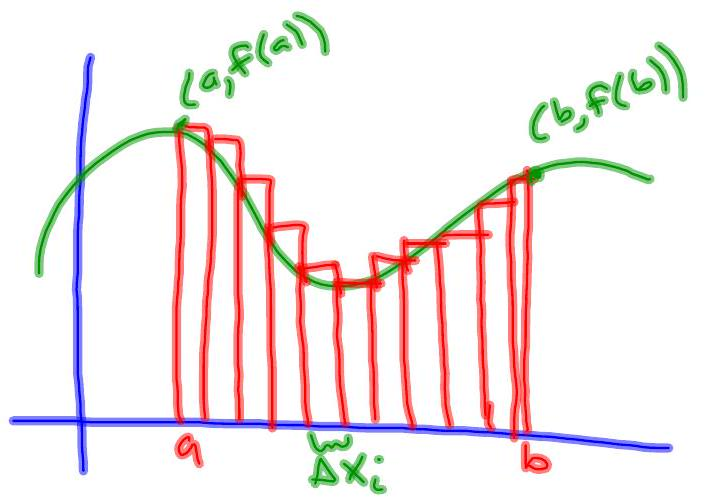 (a, f(a))
(b, f(b))
a
b
Δxᵢ